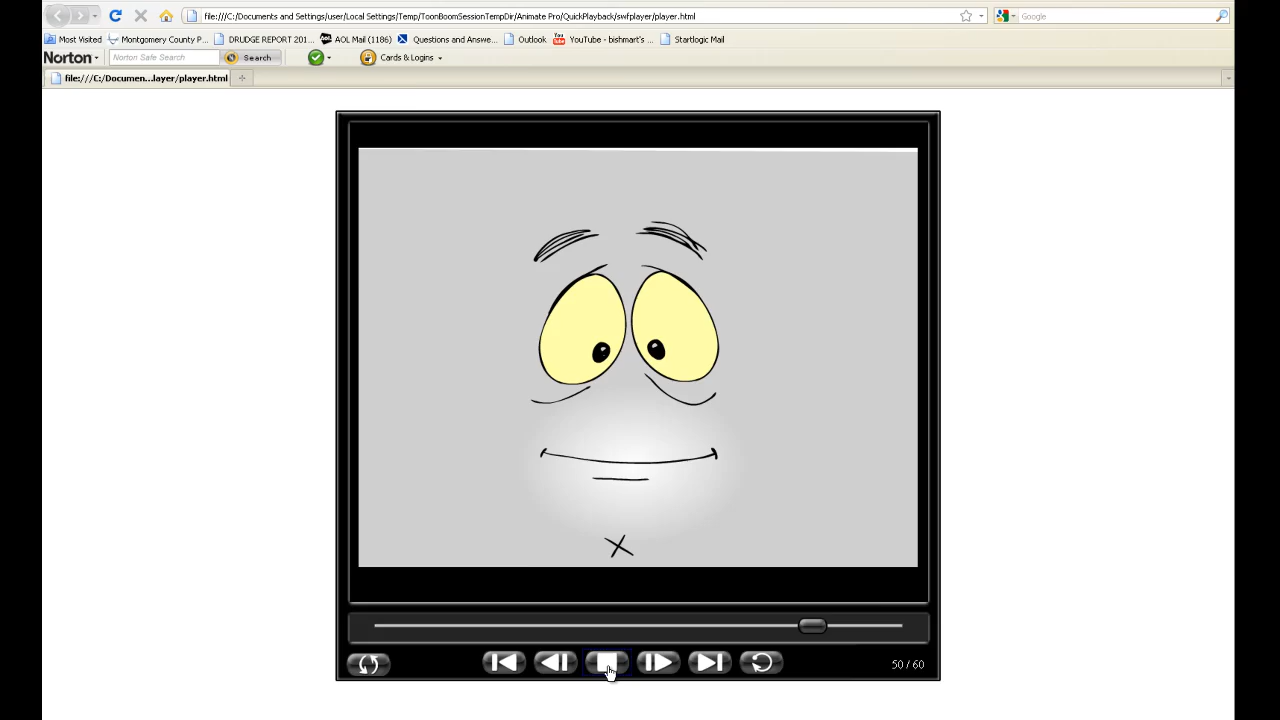 file:///C:/Documents and Settings/user/Local Settings/Temp/ToonBoomSessionTempDir/Animate Pro/QuickPlayback/swfplayer/player.html
Google
Most Visited Montgomery County P... DRUDGE REPORT 201... AOL Mail (1186) Questions and Answe... Outlook YouTube - bishmart's ... Startlogic Mail
Norton Norton Safe Search Search Cards & Logins
file:///C:/Documen...layer/player.html
50 / 60